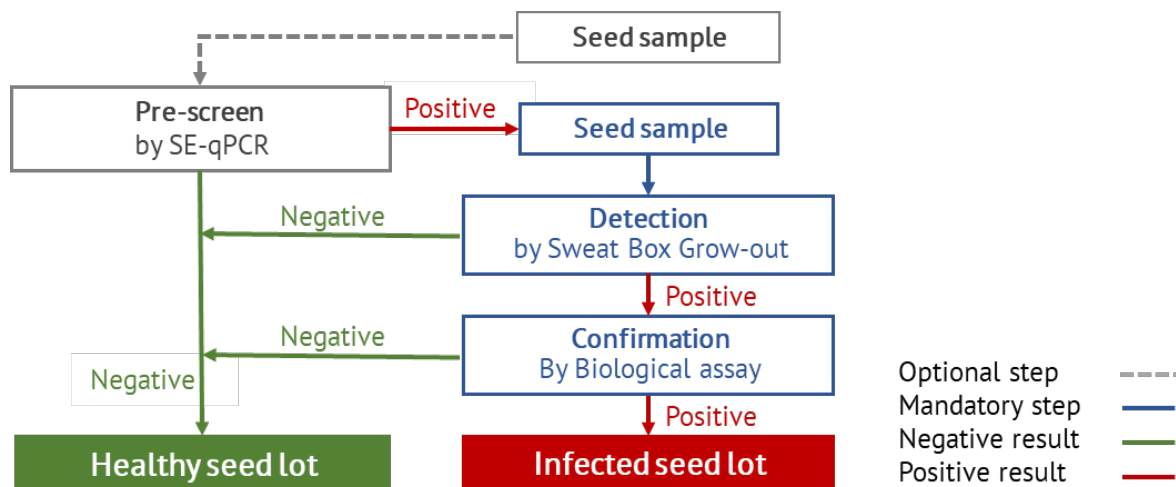 Seed sample
Pre-screen
by SE-qPCR
Positive
Seed sample
Negative
Detection
by Sweat Box Grow-out
Positive
Negative
Confirmation
By Biological assay
Negative
Positive
Healthy seed lot
Infected seed lot
Optional step
Mandatory step
Negative result
Positive result